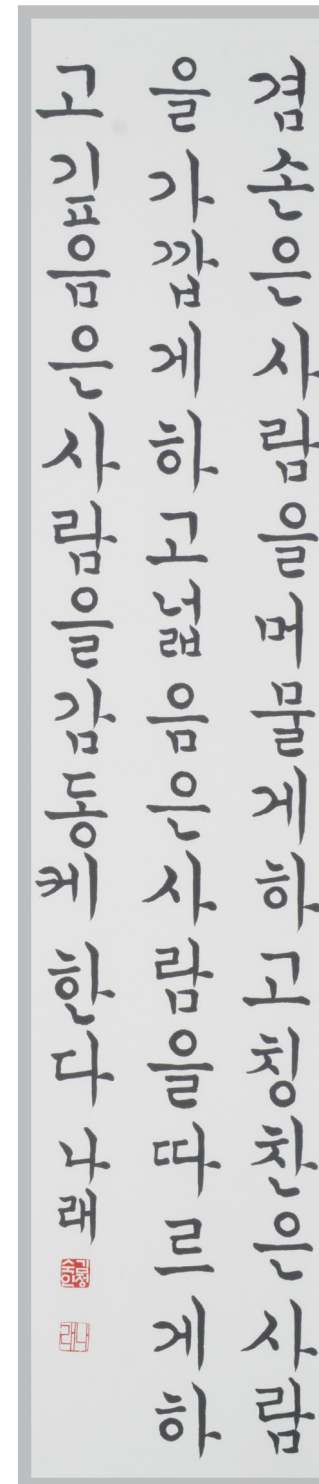 겸손은사람을머물게하고칭찬은사람
을가깝게하고넓음은사람을따르게하
고깊음은사람을감동케한다 나래
나래